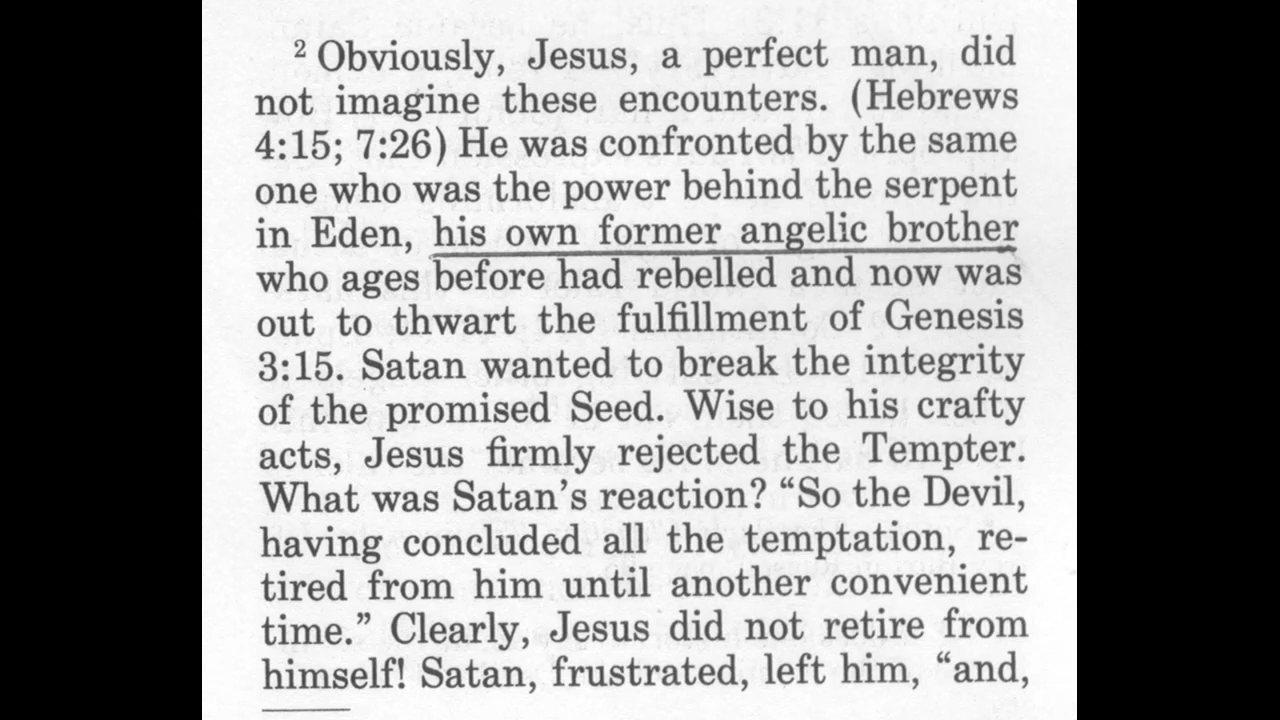 ² Obviously, Jesus, a perfect man, did
not imagine these encounters. (Hebrews
4:15; 7:26) He was confronted by the same
one who was the power behind the serpent
in Eden, his own former angelic brother
who ages before had rebelled and now was
out to thwart the fulfillment of Genesis
3:15. Satan wanted to break the integrity
of the promised Seed. Wise to his crafty
acts, Jesus firmly rejected the Tempter.
What was Satan’s reaction? “So the Devil,
having concluded all the temptation, re-
tired from him until another convenient
time.” Clearly, Jesus did not retire from
himself! Satan, frustrated, left him, “and,